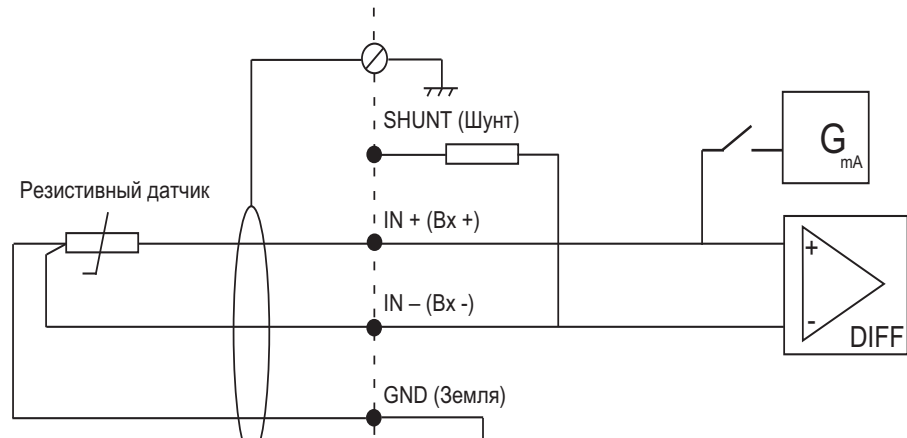 SHUNT (Шунт)
G
mA
Резистивный датчик
IN + (Вх +)
+
IN – (Вх -)
-
DIFF
GND (Земля)